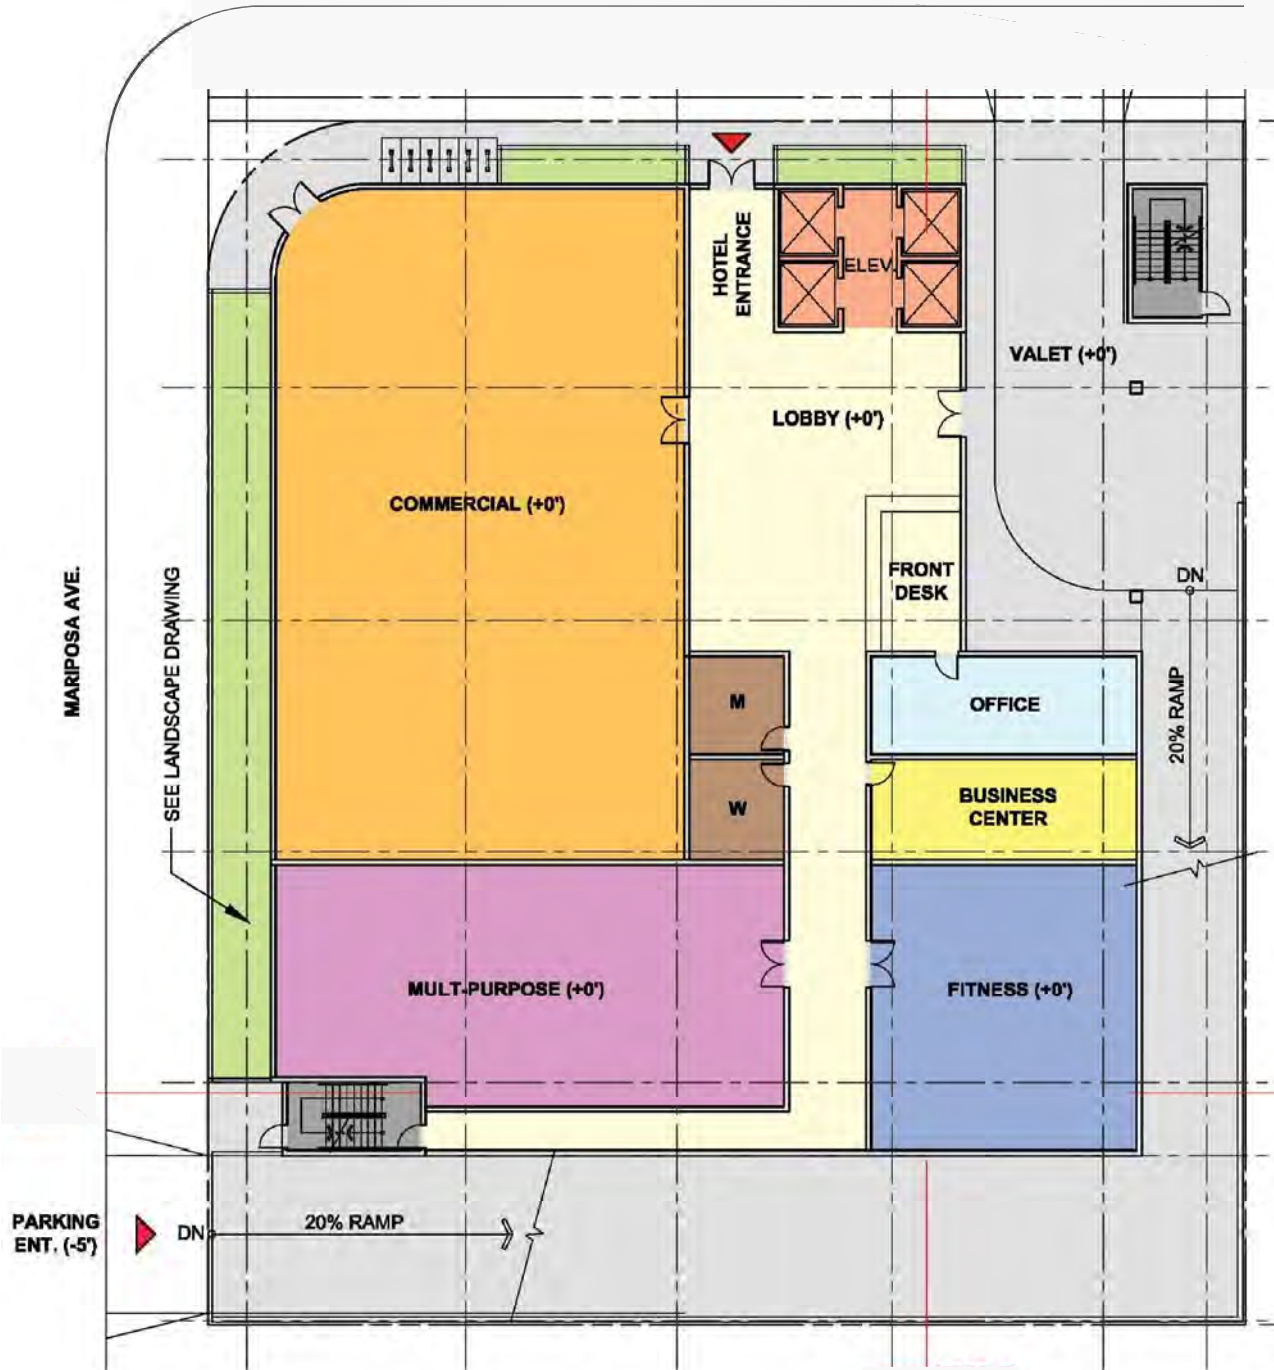 HOTEL
ENTRANCE
ELEV.
VALET (+0')
LOBBY (+0')
COMMERCIAL (+0')
FRONT
DESK
DN
MARIPOSA AVE.
SEE LANDSCAPE DRAWING
M
OFFICE
20% RAMP
W
BUSINESS
CENTER
MULT-PURPOSE (+0')
FITNESS (+0')
PARKING
ENT. (-5')
DN
20% RAMP